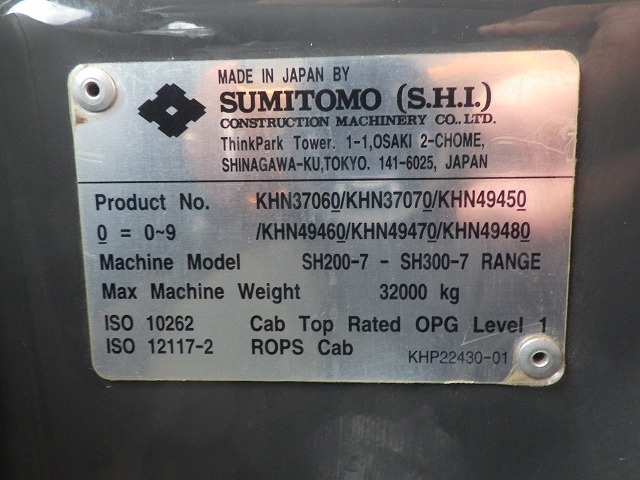 MADE IN JAPAN BY
SUMITOMO (S.H.I.)
CONSTRUCTION MACHINERY CO., LTD.
ThinkPark Tower. 1-1,OSAKI 2-CHOME,
SHINAGAWA-KU,TOKYO. 141-6025, JAPAN
Product No. KHN37060/KHN37070/KHN49450
0 = 0~9 /KHN49460/KHN49470/KHN49480
Machine Model SH200-7 - SH300-7 RANGE
Max Machine Weight 32000 kg
ISO 10262 Cab Top Rated OPG Level 1
ISO 12117-2 ROPS Cab
KHP22430-01